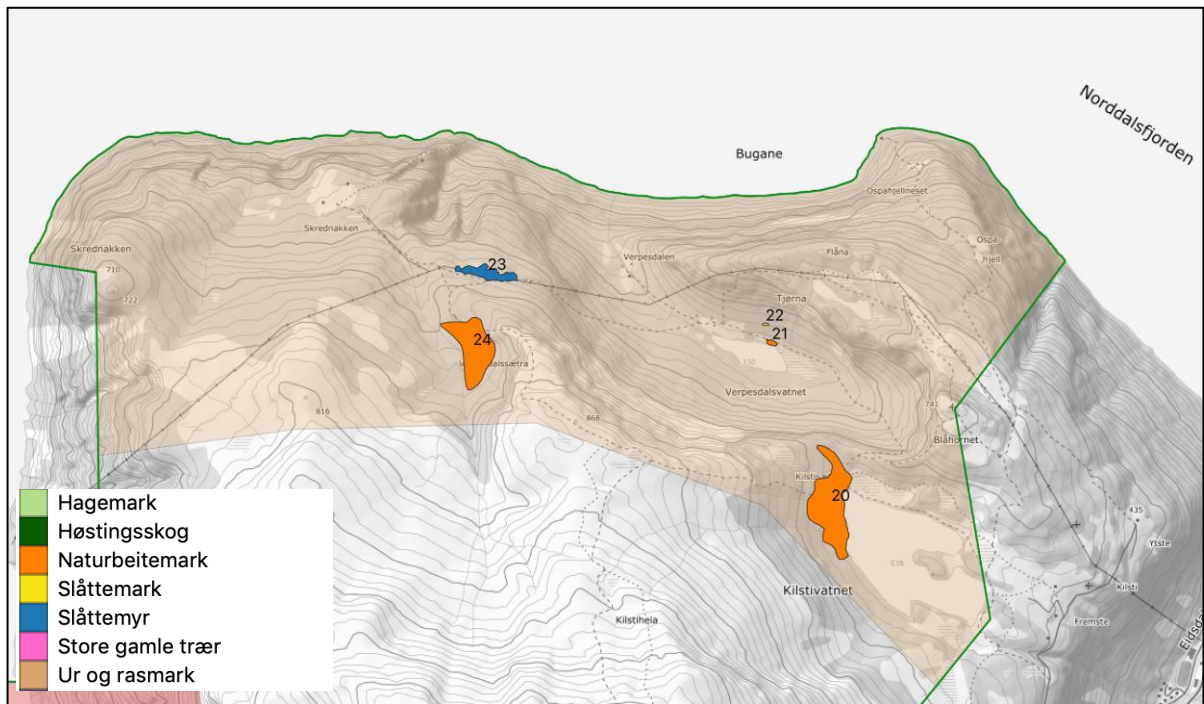 Norddalsfjorden
Bugane
Ospahjellneset
Skrednakken
Skrednakken
Ospa
hjell
Verpesdalen
Flåna
23
710
722
Tjørna
22
21
24
330
Verpesdalsvatnet
741
816
868
Blåhornet
20
435
Ytste
538
Kilstivatnet
Kilsti
Kilstiheia
Fremste
Hagemark
Høstingsskog
Naturbeitemark
Slåttemark
Slåttemyr
Store gamle trær
Ur og rasmark